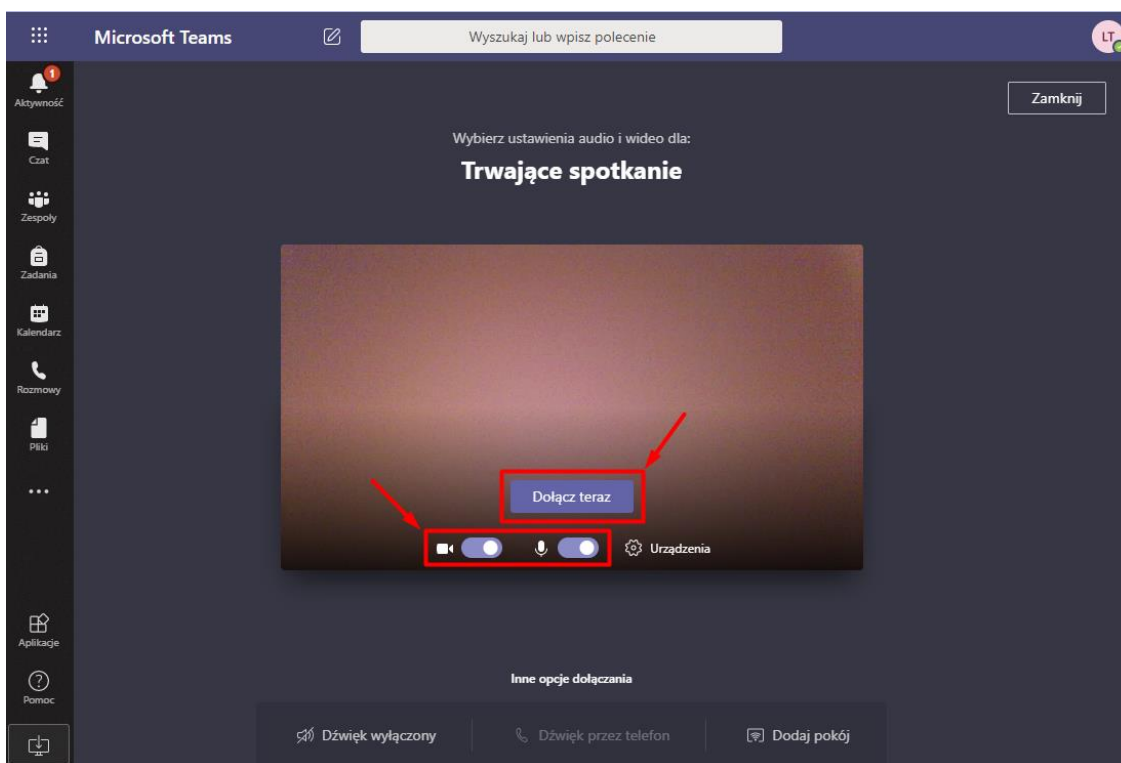 Microsoft Teams
Wyszukaj lub wpisz polecenie
LT
1
Aktywność
Czat
Zespoły
Zadania
Kalendarz
Rozmowy
Pliki
Aplikacje
Pomoc
Zamknij
Wybierz ustawienia audio i wideo dla:
Trwające spotkanie
Dołącz teraz
Urządzenia
Inne opcje dołączania
Dźwięk wyłączony
Dźwięk przez telefon
Dodaj pokój